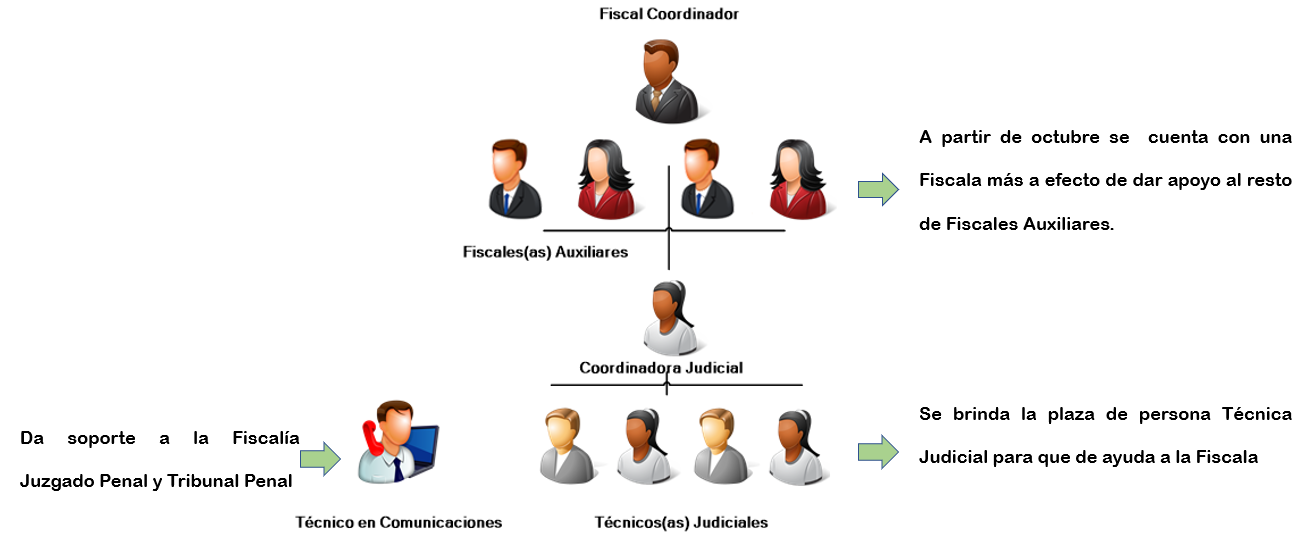 Fiscal Coordinador
A partir de octubre se cuenta con una
Fiscala más a efecto de dar apoyo al resto
de Fiscales Auxiliares.
Fiscales(as) Auxiliares
Coordinadora Judicial
Da soporte a la Fiscalía
Juzgado Penal y Tribunal Penal
Se brinda la plaza de persona Técnica
Judicial para que de ayuda a la Fiscala
Técnico en Comunicaciones
Técnicos(as) Judiciales